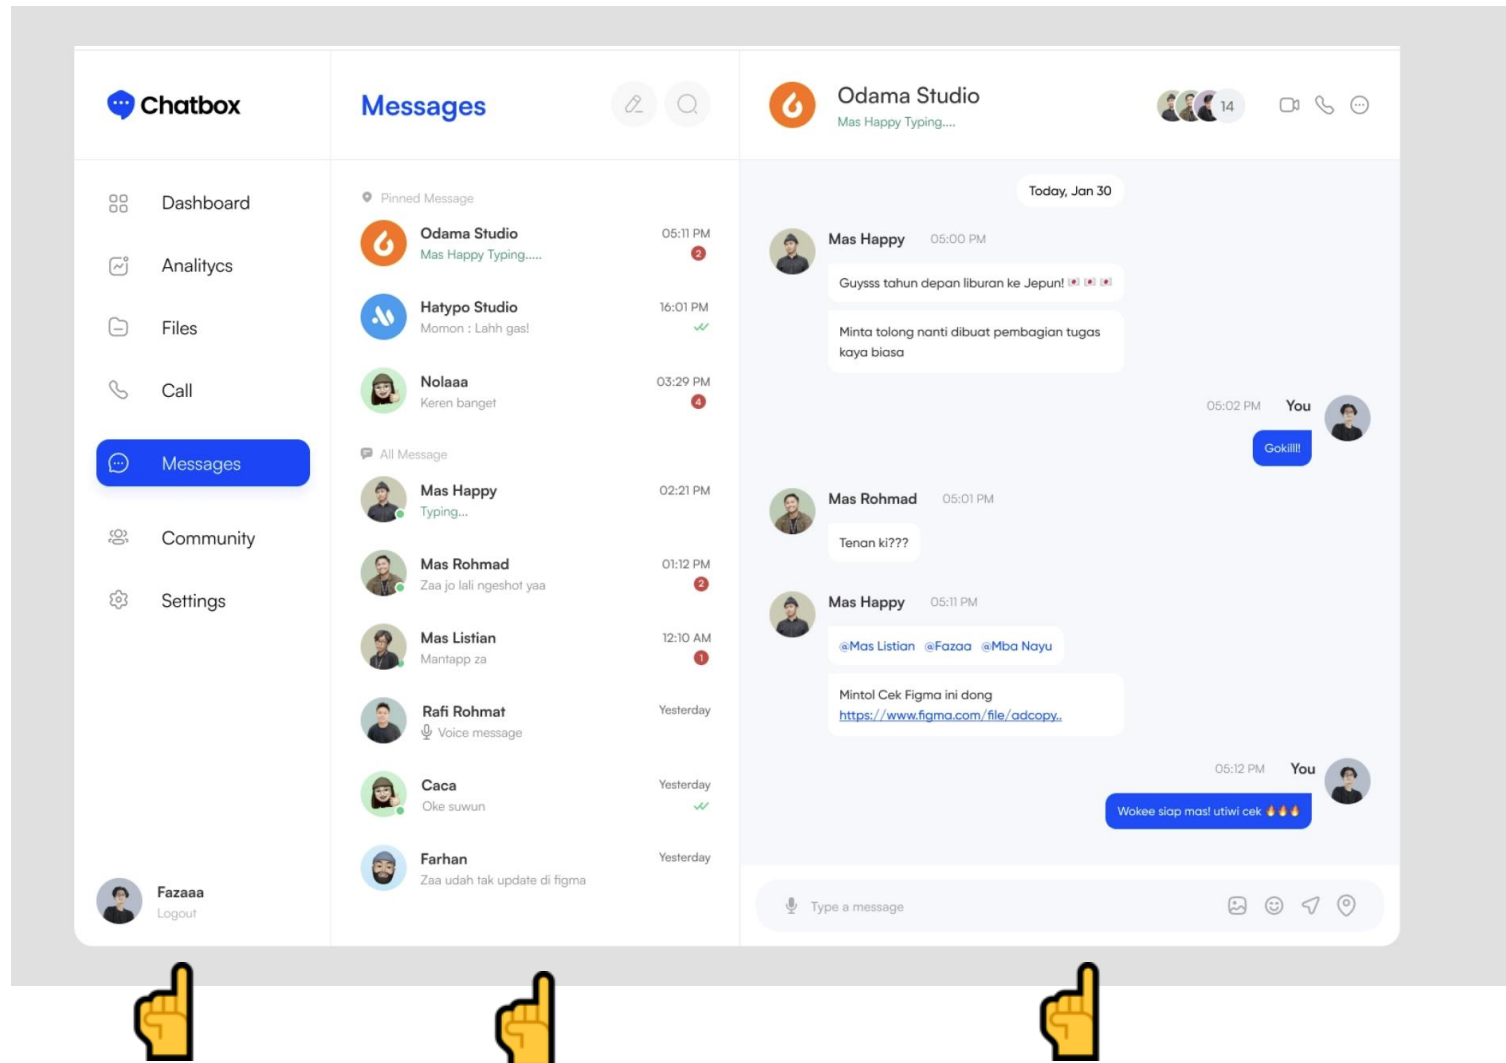 Chatbox
Dashboard
Analitycs
Files
Call
Messages
Community
Settings
Fazaaa
Logout
Messages
Pinned Message
Odama Studio 05:11 PM
Mas Happy Typing..... 2
Hatypo Studio 16:01 PM
Momon : Lahh gas!
Nolaaa 03:29 PM
Keren banget 4
All Message
Mas Happy 02:21 PM
Typing...
Mas Rohmad 01:12 PM
Zaa jo lali ngeshot yaa 2
Mas Listian 12:10 AM
Mantapp za 1
Rafi Rohmat Yesterday
Voice message
Caca Yesterday
Oke suwun
Farhan Yesterday
Zaa udah tak update di figma
Odama Studio
Mas Happy Typing....
14
Today, Jan 30
Mas Happy 05:00 PM
Guysss tahun depan liburan ke Jepun! 🇯🇵 🇯🇵 🇯🇵
Minta tolong nanti dibuat pembagian tugas
kaya biasa
05:02 PM You
Gokilll!
Mas Rohmad 05:01 PM
Tenan ki???
Mas Happy 05:11 PM
@Mas Listian @Fazaa @Mba Nayu
Mintol Cek Figma ini dong
https://www.figma.com/file/adcopy..
05:12 PM You
Wokee siap mas! utiwi cek 🔥🔥🔥
Type a message